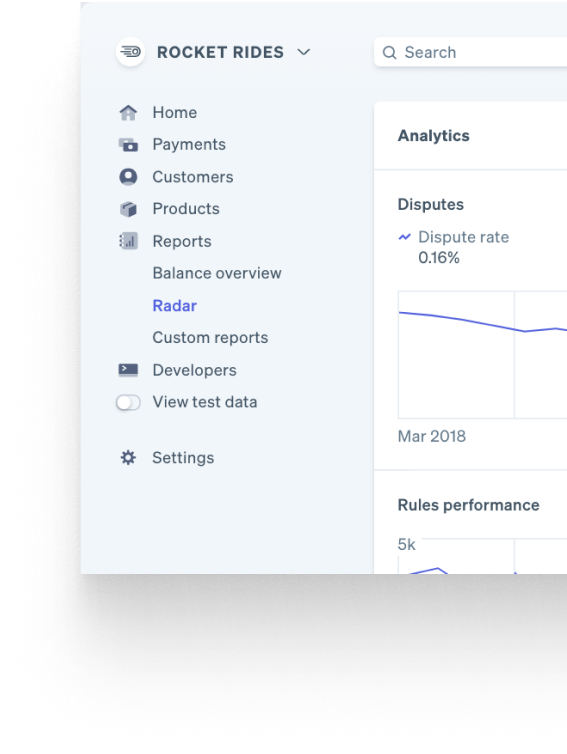 ROCKET RIDES
Search
Home
Payments
Customers
Products
Reports
Balance overview
Radar
Custom reports
Developers
View test data
Settings
Analytics
Disputes
Dispute rate
0.16%
Mar 2018
Rules performance
5k